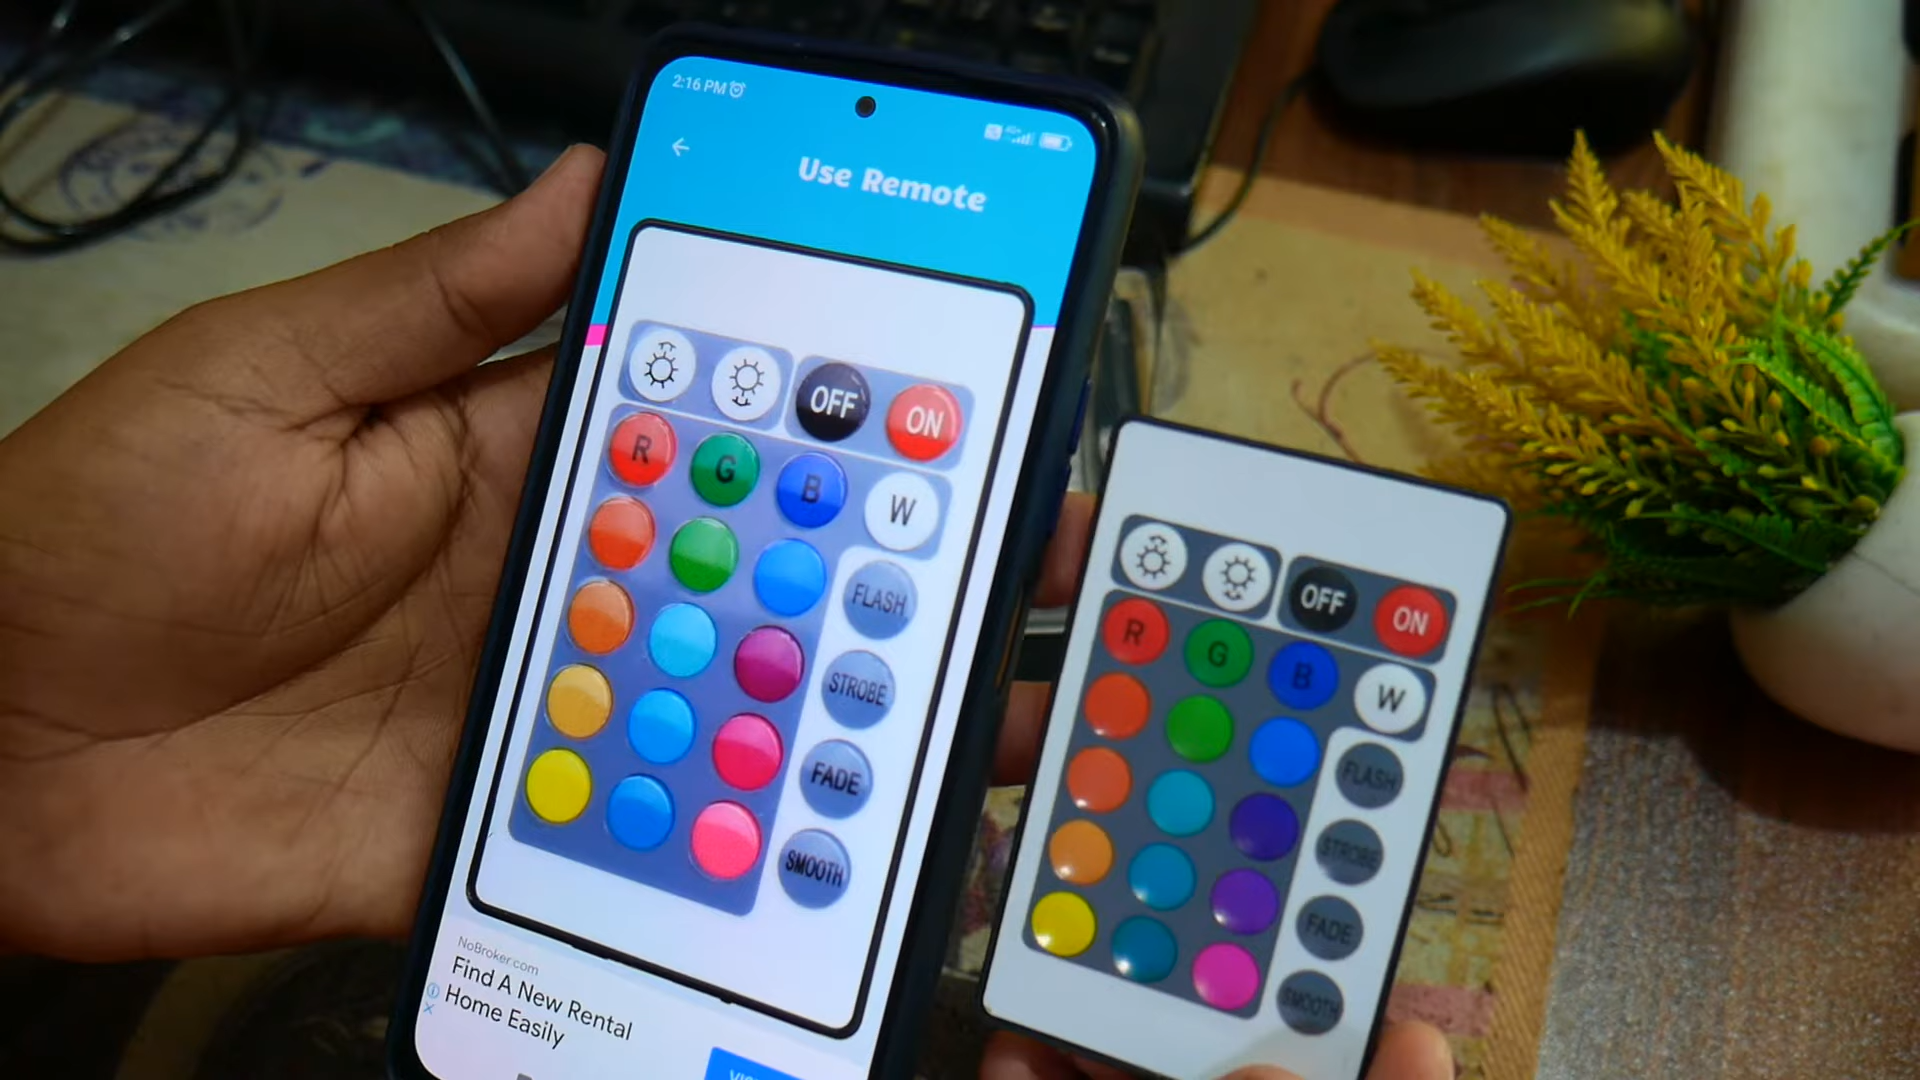 2:16 PM
Use Remote
OFF ON
R G B W
FLASH
STROBE
FADE
SMOOTH
NoBroker.com
Find A New Rental
Home Easily
OFF ON
R G B W
FLASH
STROBE
FADE
SMOOTH